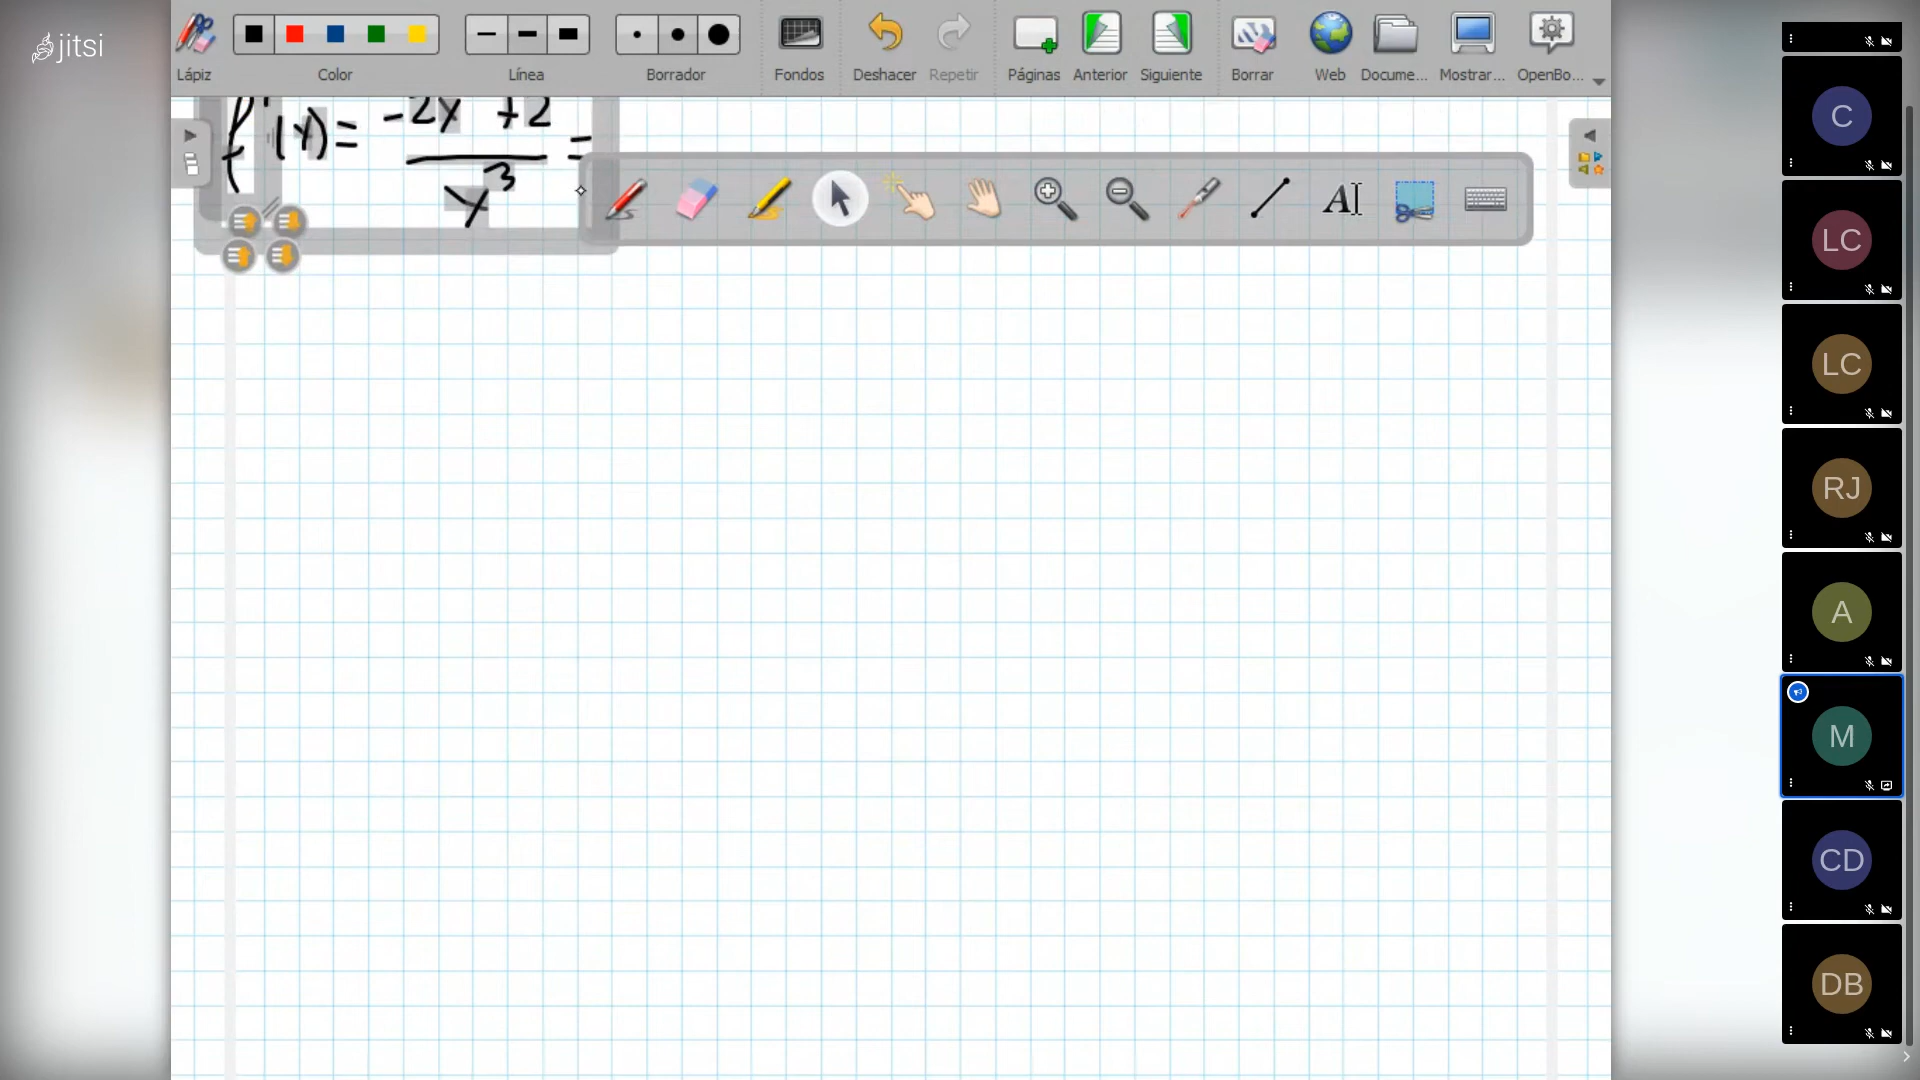 jitsi
Lápiz Color Línea Borrador Fondos Deshacer Repetir Páginas Anterior Siguiente Borrar Web Docume... Mostrar... OpenBo...
f'(x) = -2x + 2 =
x³
AI
C
LC
LC
RJ
A
M
CD
DB